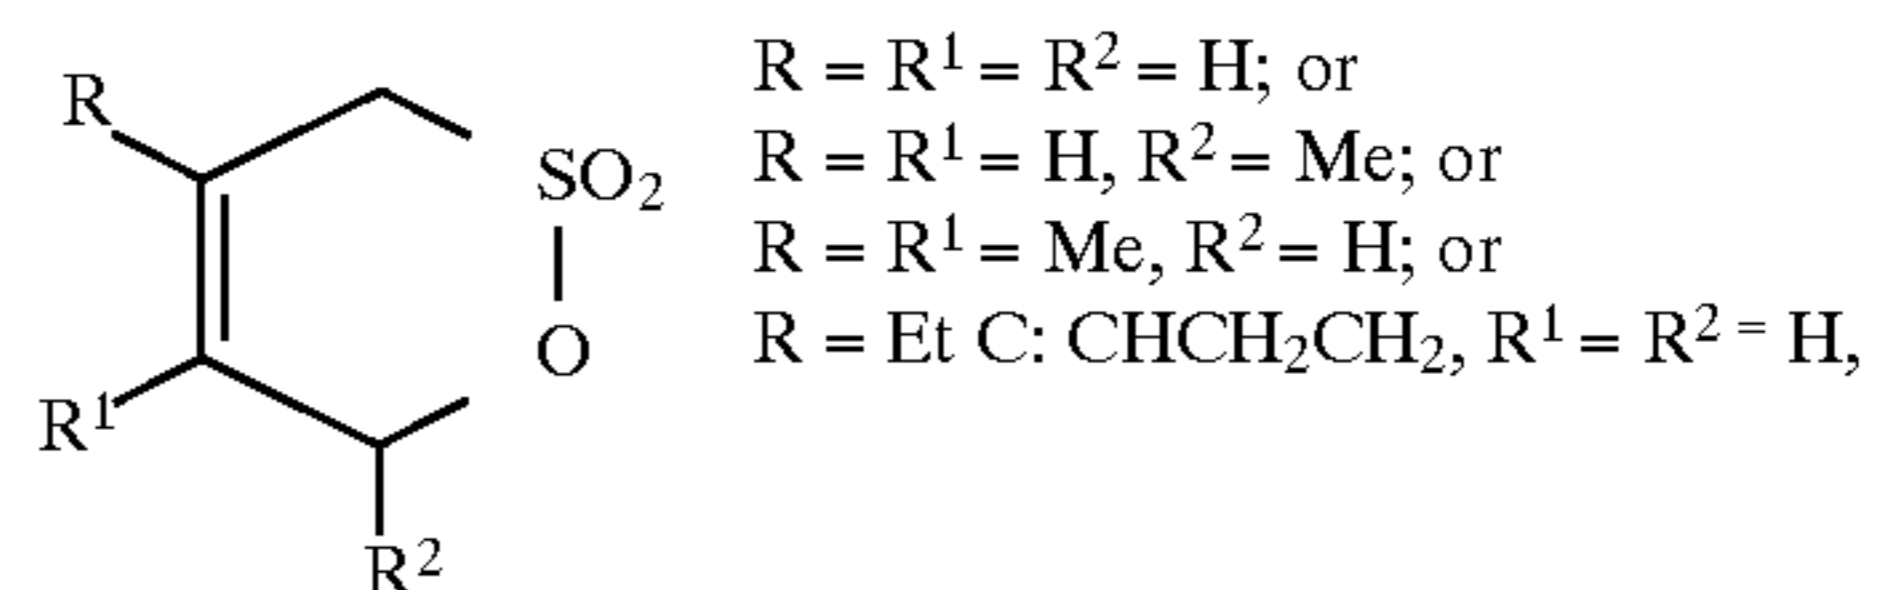 R
SO₂
O
R¹
R²
R = R¹ = R² = H; or
R = R¹ = H, R² = Me; or
R = R¹ = Me, R² = H; or
R = Et C: CHCH₂CH₂, R¹ = R² = H,